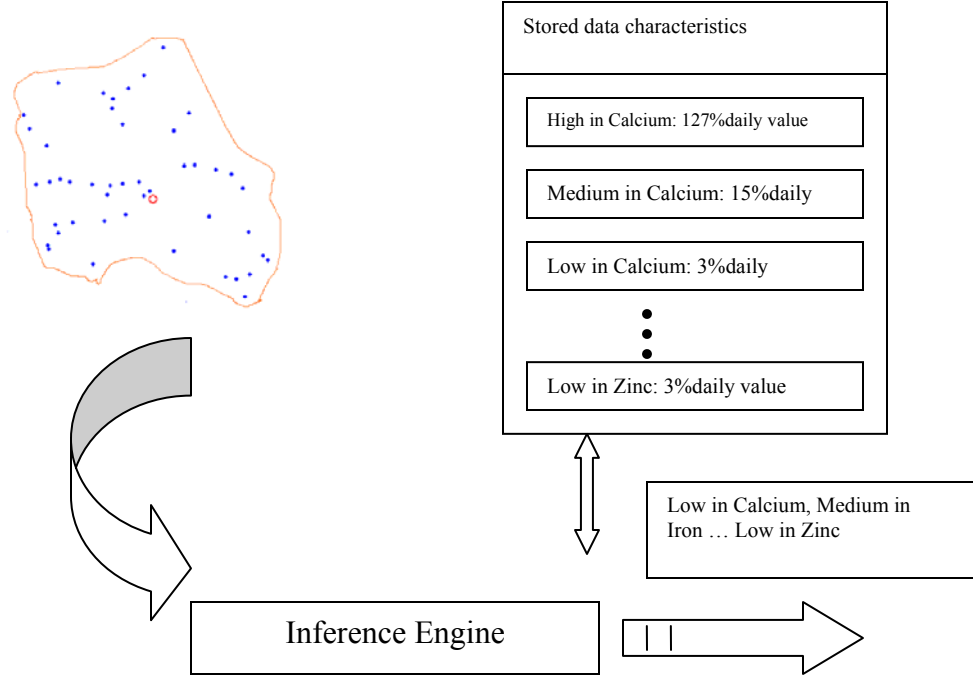 Stored data characteristics
High in Calcium: 127%daily value
Medium in Calcium: 15%daily
Low in Calcium: 3%daily
Low in Zinc: 3%daily value
Low in Calcium, Medium in
Iron … Low in Zinc
Inference Engine